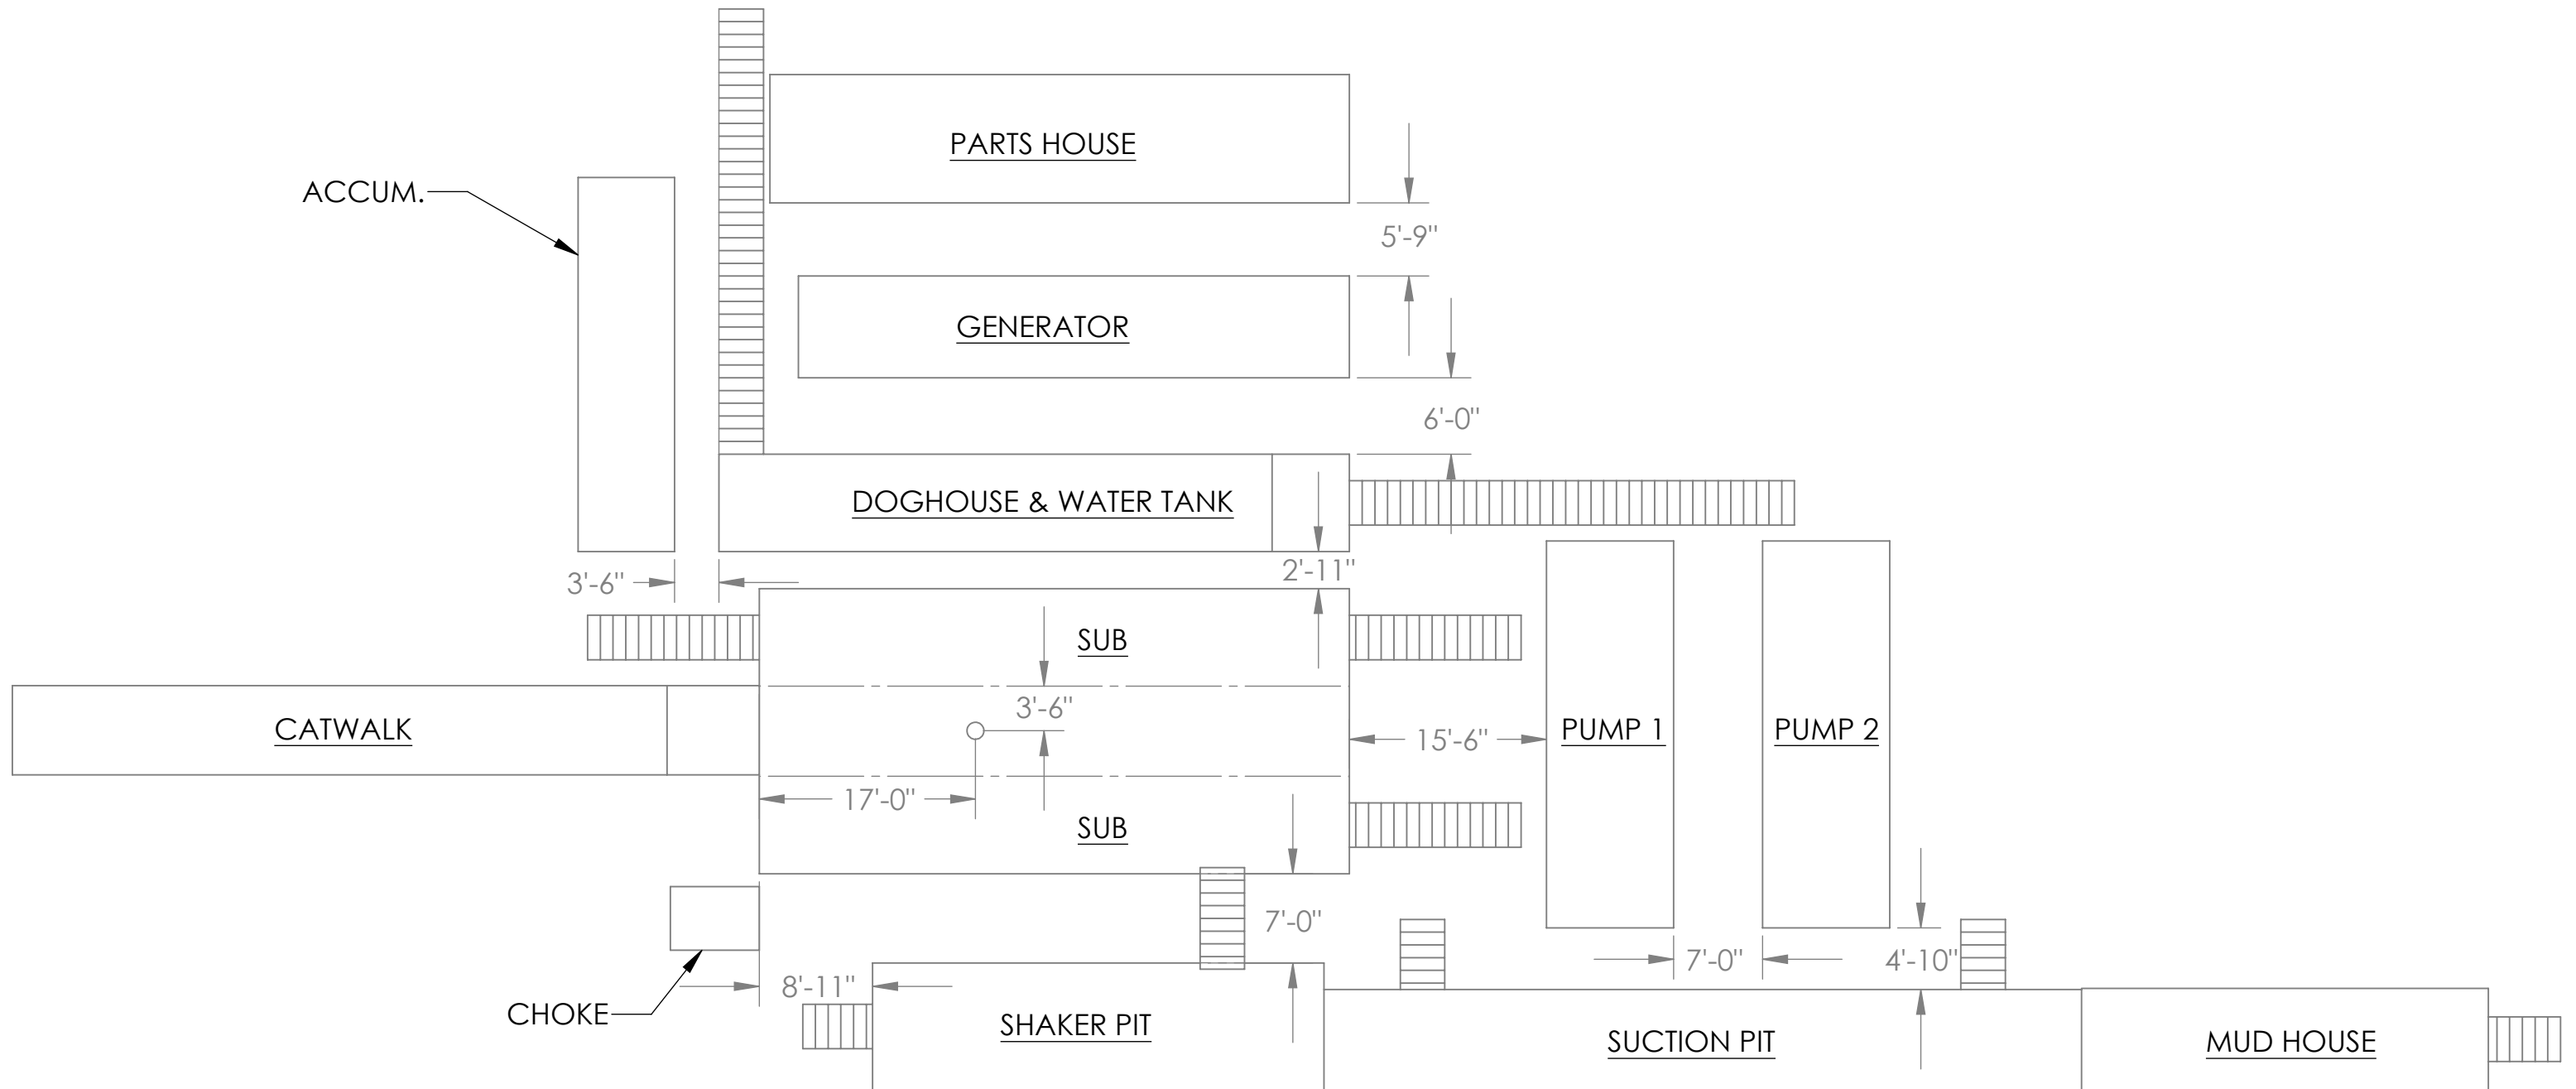 PARTS HOUSE
ACCUM.
5'-9"
GENERATOR
6'-0"
DOGHOUSE & WATER TANK
2'-11"
3'-6"
SUB
3'-6"
CATWALK
15'-6"
PUMP 1
PUMP 2
17'-0"
SUB
7'-0"
7'-0"
4'-10"
8'-11"
CHOKE
SHAKER PIT
SUCTION PIT
MUD HOUSE